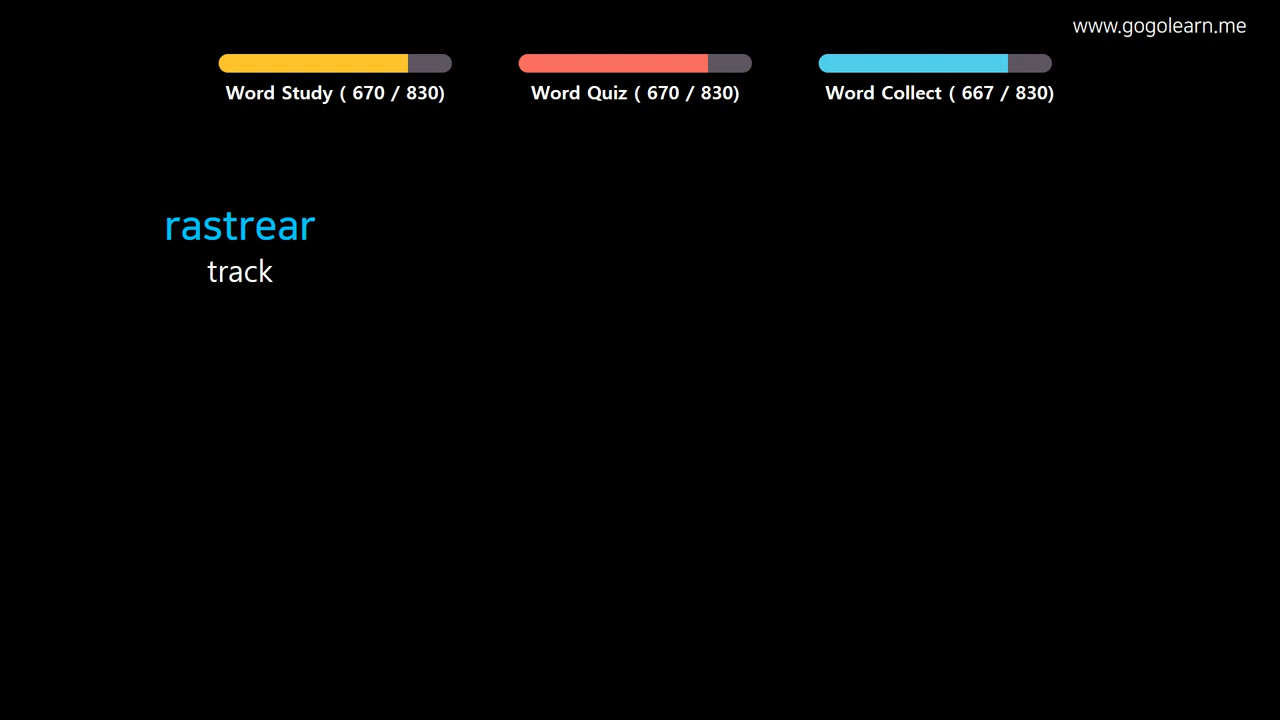 www.gogolearn.me
Word Study ( 670 / 830)
Word Quiz ( 670 / 830)
Word Collect ( 667 / 830)
rastrear
track